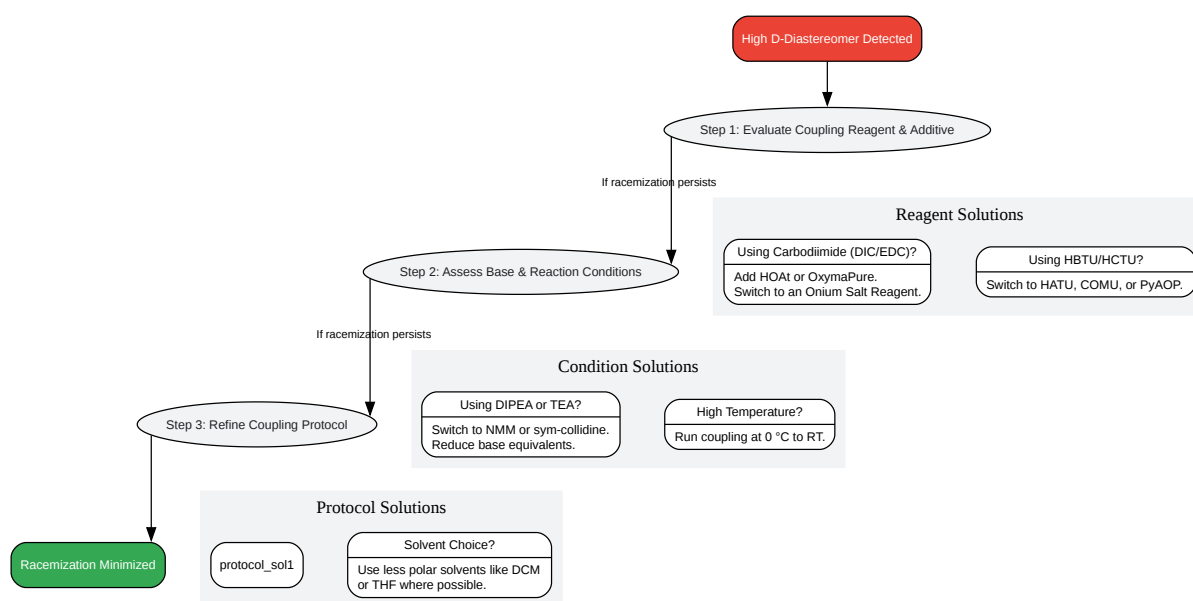 High D-Diastereomer Detected
Step 1: Evaluate Coupling Reagent & Additive
If racemization persists
Reagent Solutions
Using Carbodiimide (DIC/EDC)?
Add HOAt or OxymaPure.
Switch to an Onium Salt Reagent.
Using HBTU/HCTU?
Switch to HATU, COMU, or PyAOP.
Step 2: Assess Base & Reaction Conditions
If racemization persists
Condition Solutions
Using DIPEA or TEA?
Switch to NMM or sym-collidine.
Reduce base equivalents.
High Temperature?
Run coupling at 0 °C to RT.
Step 3: Refine Coupling Protocol
Protocol Solutions
protocol_sol1
Solvent Choice?
Use less polar solvents like DCM
or THF where possible.
Racemization Minimized